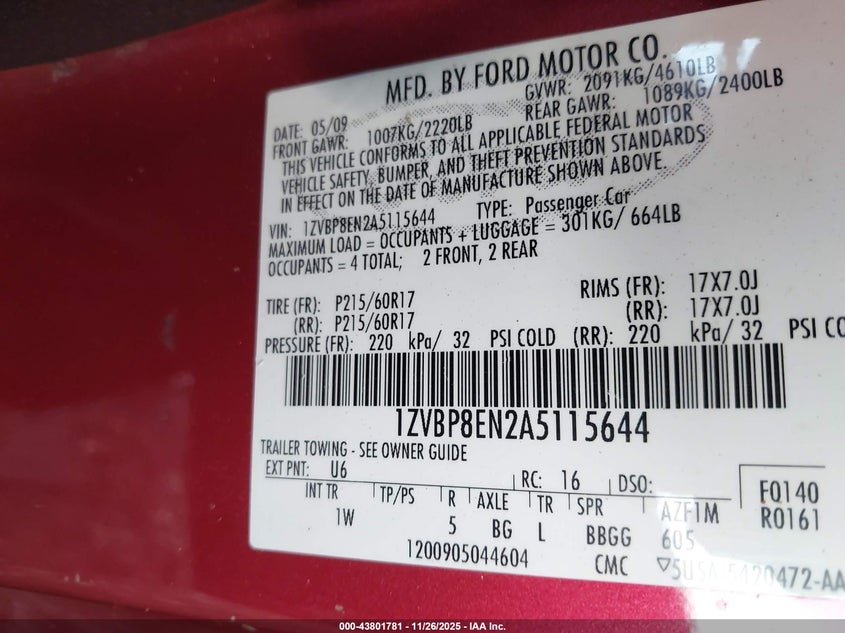 MFD. BY FORD MOTOR CO.
DATE: 05/09 GVWR: 2091KG/4610LB
FRONT GAWR: 1007KG/2220LB REAR GAWR: 1089KG/2400LB
THIS VEHICLE CONFORMS TO ALL APPLICABLE FEDERAL MOTOR
VEHICLE SAFETY, BUMPER, AND THEFT PREVENTION STANDARDS
IN EFFECT ON THE DATE OF MANUFACTURE SHOWN ABOVE.
VIN: 1ZVBP8EN2A5115644 TYPE: Passenger Car
MAXIMUM LOAD = OCCUPANTS + LUGGAGE = 301KG/ 664LB
OCCUPANTS = 4 TOTAL; 2 FRONT, 2 REAR
TIRE (FR): P215/60R17 RIMS (FR): 17X7.0J
(RR): P215/60R17 (RR): 17X7.0J
PRESSURE (FR): 220 kPa/ 32 PSI COLD (RR): 220 kPa/ 32 PSI CO
1ZVBP8EN2A5115644
TRAILER TOWING - SEE OWNER GUIDE
EXT PNT: U6 RC: 16 DSO: F0140
INT TR TP/PS R AXLE TR SPR AZF1M R0161
1W 5 BG L BBGG 605
1200905044604 CMC 5U5A-5420472-AA
000-43801781 - 11/26/2025 - IAA Inc.